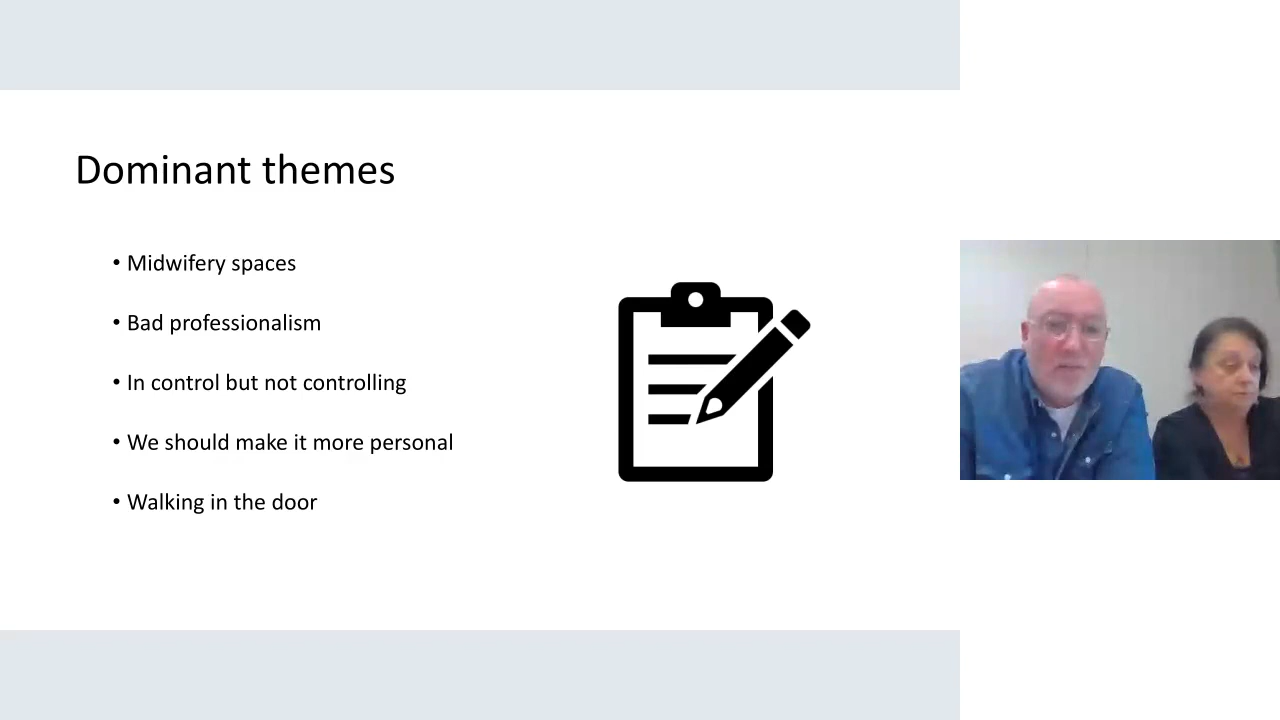 Dominant themes
• Midwifery spaces
• Bad professionalism
• In control but not controlling
• We should make it more personal
• Walking in the door